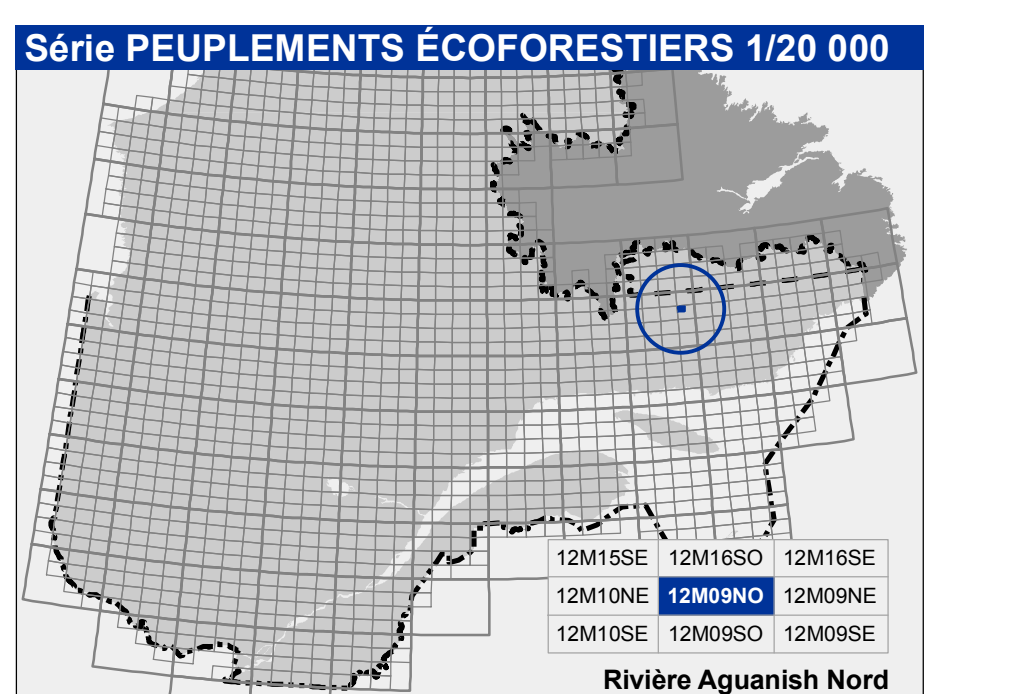 Série PEUPLEMENTS ÉCOFORESTIERS 1/20 000
12M15SE 12M16SO 12M16SE
12M10NE 12M09NO 12M09NE
12M10SE 12M09SO 12M09SE
Rivière Aguanish Nord